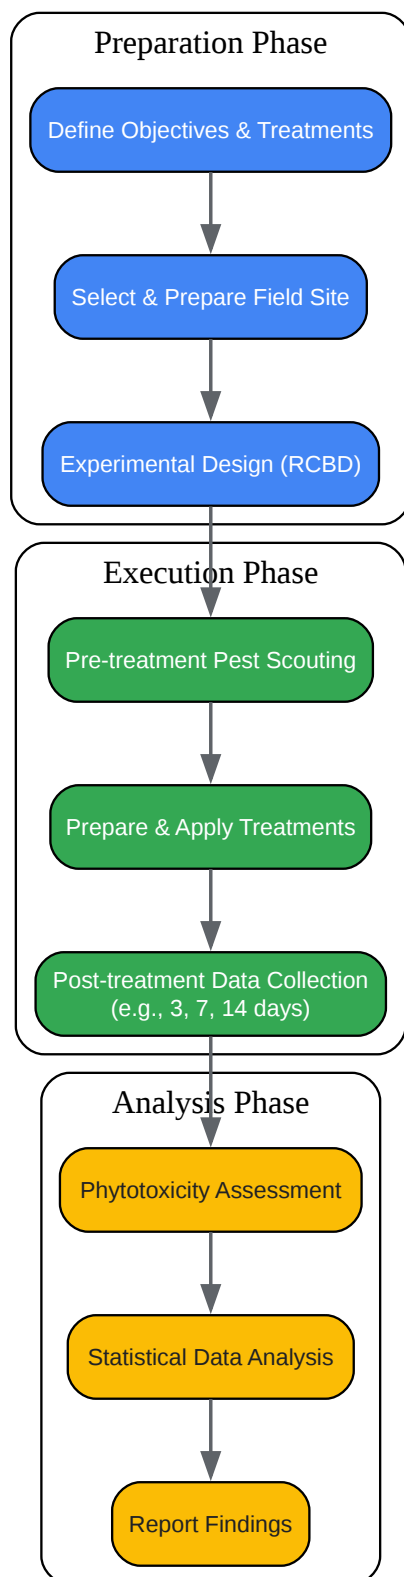 Preparation Phase
Define Objectives & Treatments
Select & Prepare Field Site
Experimental Design (RCBD)
Execution Phase
Pre-treatment Pest Scouting
Prepare & Apply Treatments
Post-treatment Data Collection
(e.g., 3, 7, 14 days)
Analysis Phase
Phytotoxicity Assessment
Statistical Data Analysis
Report Findings